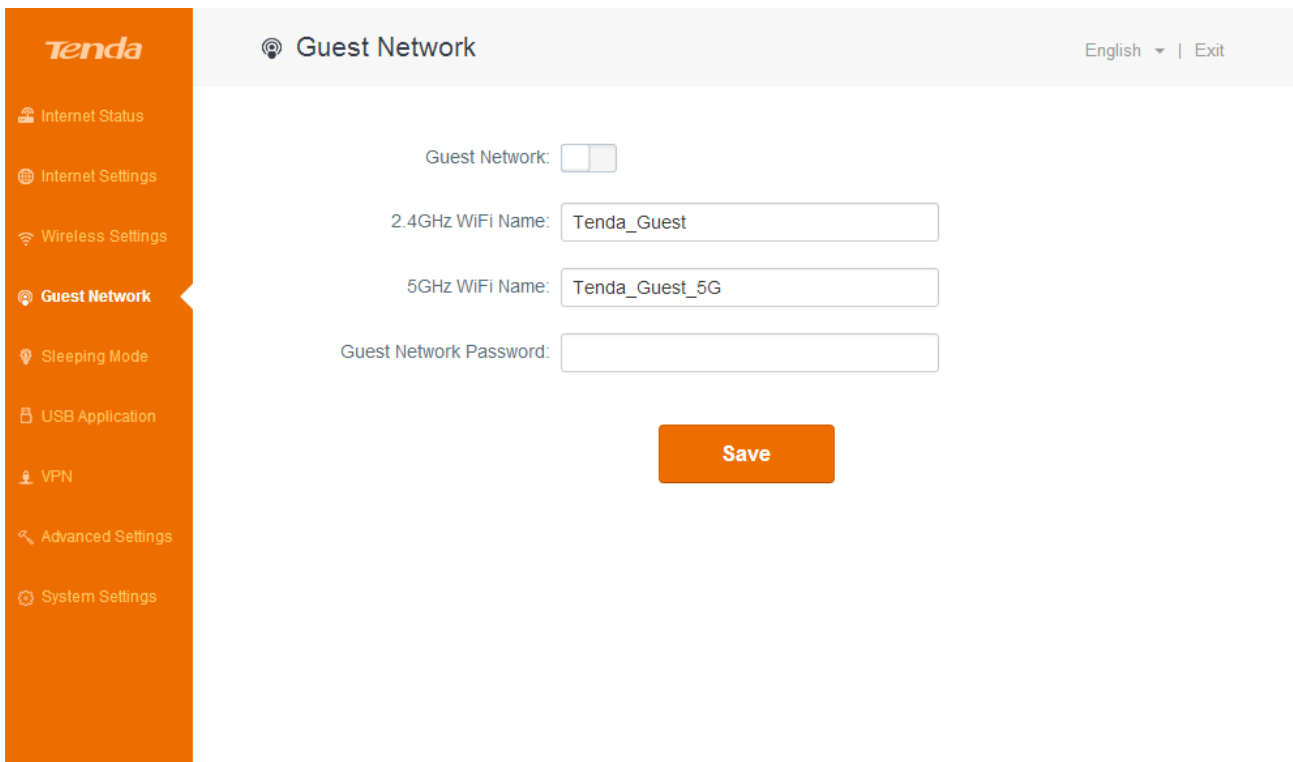 Tenda
Guest Network
English | Exit
Internet Status
Internet Settings
Wireless Settings
Guest Network
Sleeping Mode
USB Application
VPN
Advanced Settings
System Settings
Guest Network:
2.4GHz WiFi Name: Tenda_Guest
5GHz WiFi Name: Tenda_Guest_5G
Guest Network Password:
Save